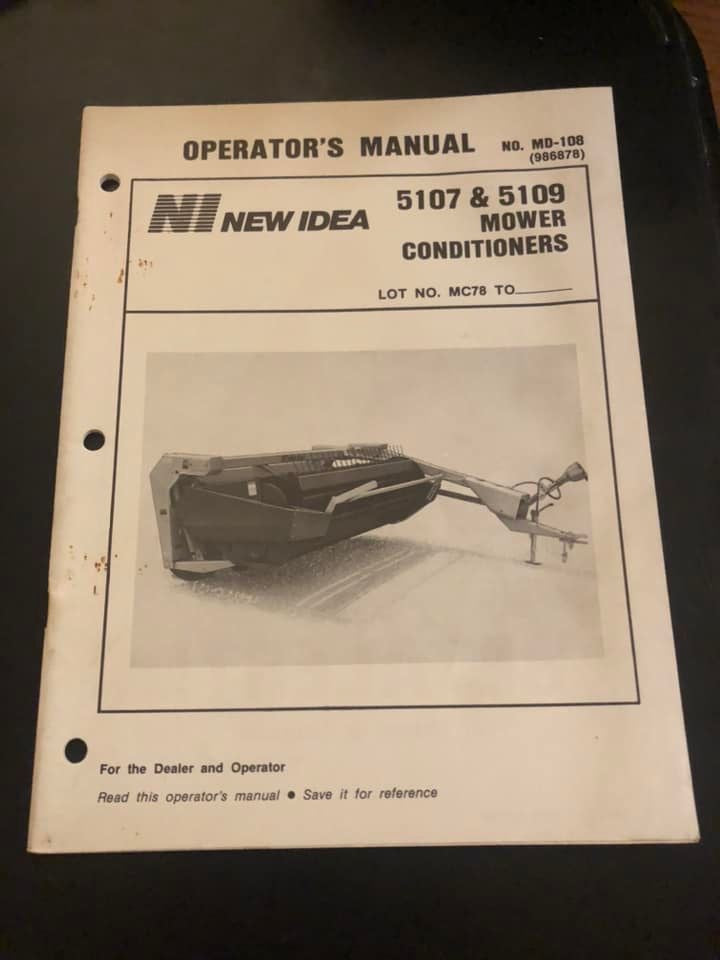 OPERATOR'S MANUAL NO. MD-108
(986878)
NI NEW IDEA
5107 & 5109
MOWER
CONDITIONERS
LOT NO. MC78 TO
For the Dealer and Operator
Read this operator's manual ● Save it for reference